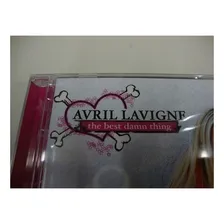 AVRIL LAVIGNE
the best damn thing